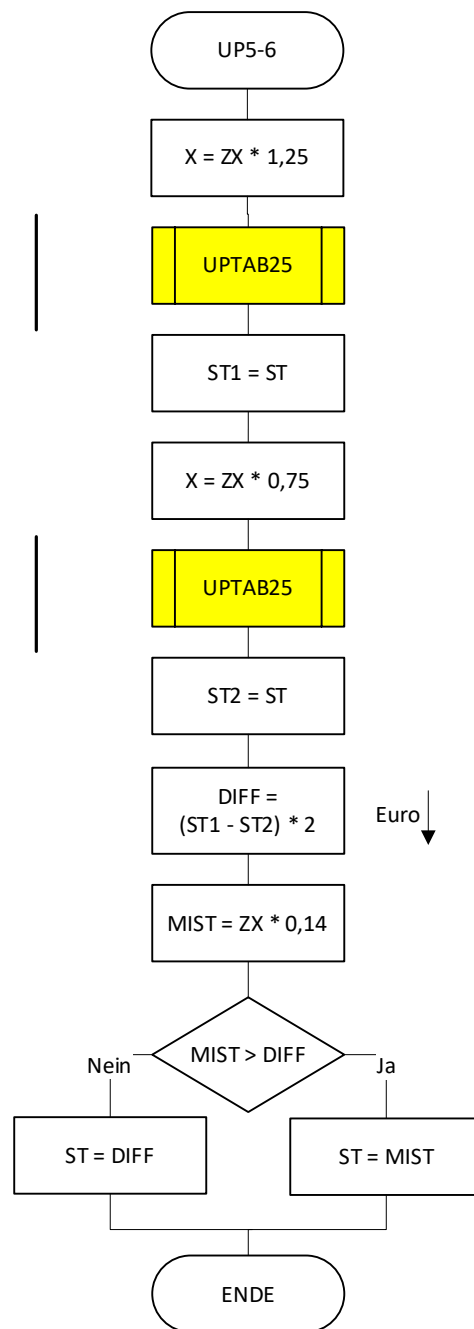 UP5-6
X = ZX * 1,25
UPTAB25
ST1 = ST
X = ZX * 0,75
UPTAB25
ST2 = ST
DIFF =
(ST1 - ST2) * 2
Euro
MIST = ZX * 0,14
MIST > DIFF
Nein
Ja
ST = DIFF
ST = MIST
ENDE